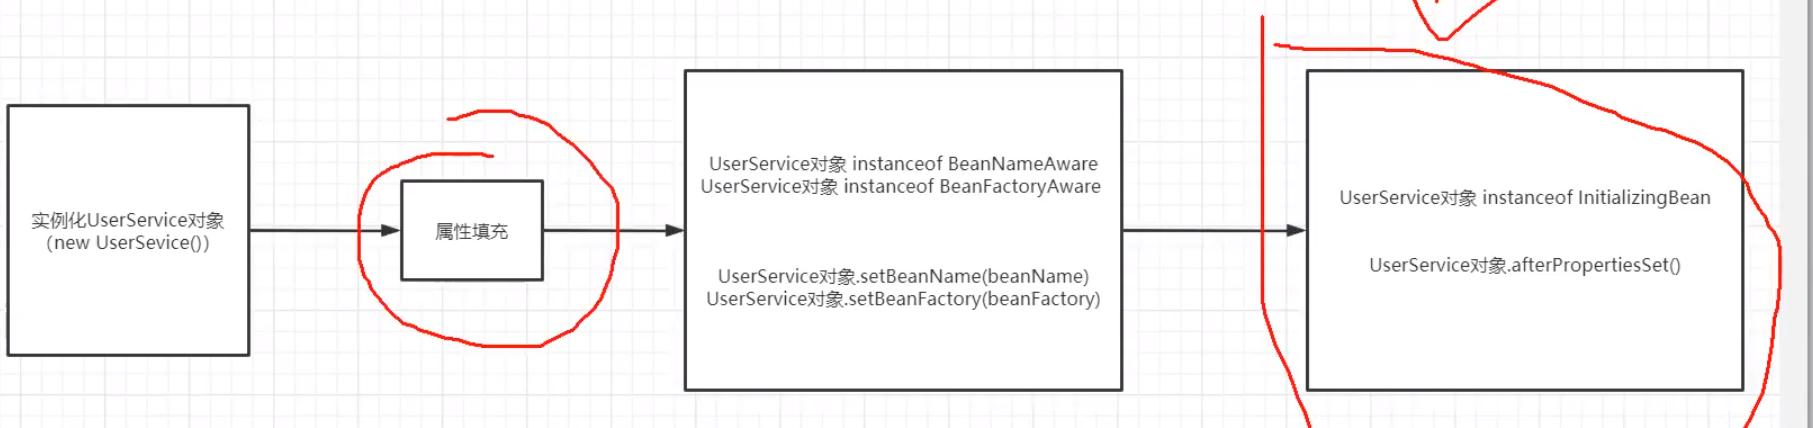 实例化UserService对象
（new UserSevice()）
属性填充
UserService对象 instanceof BeanNameAware
UserService对象 instanceof BeanFactoryAware
UserService对象.setBeanName(beanName)
UserService对象.setBeanFactory(beanFactory)
UserService对象 instanceof InitializingBean
UserService对象.afterPropertiesSet()